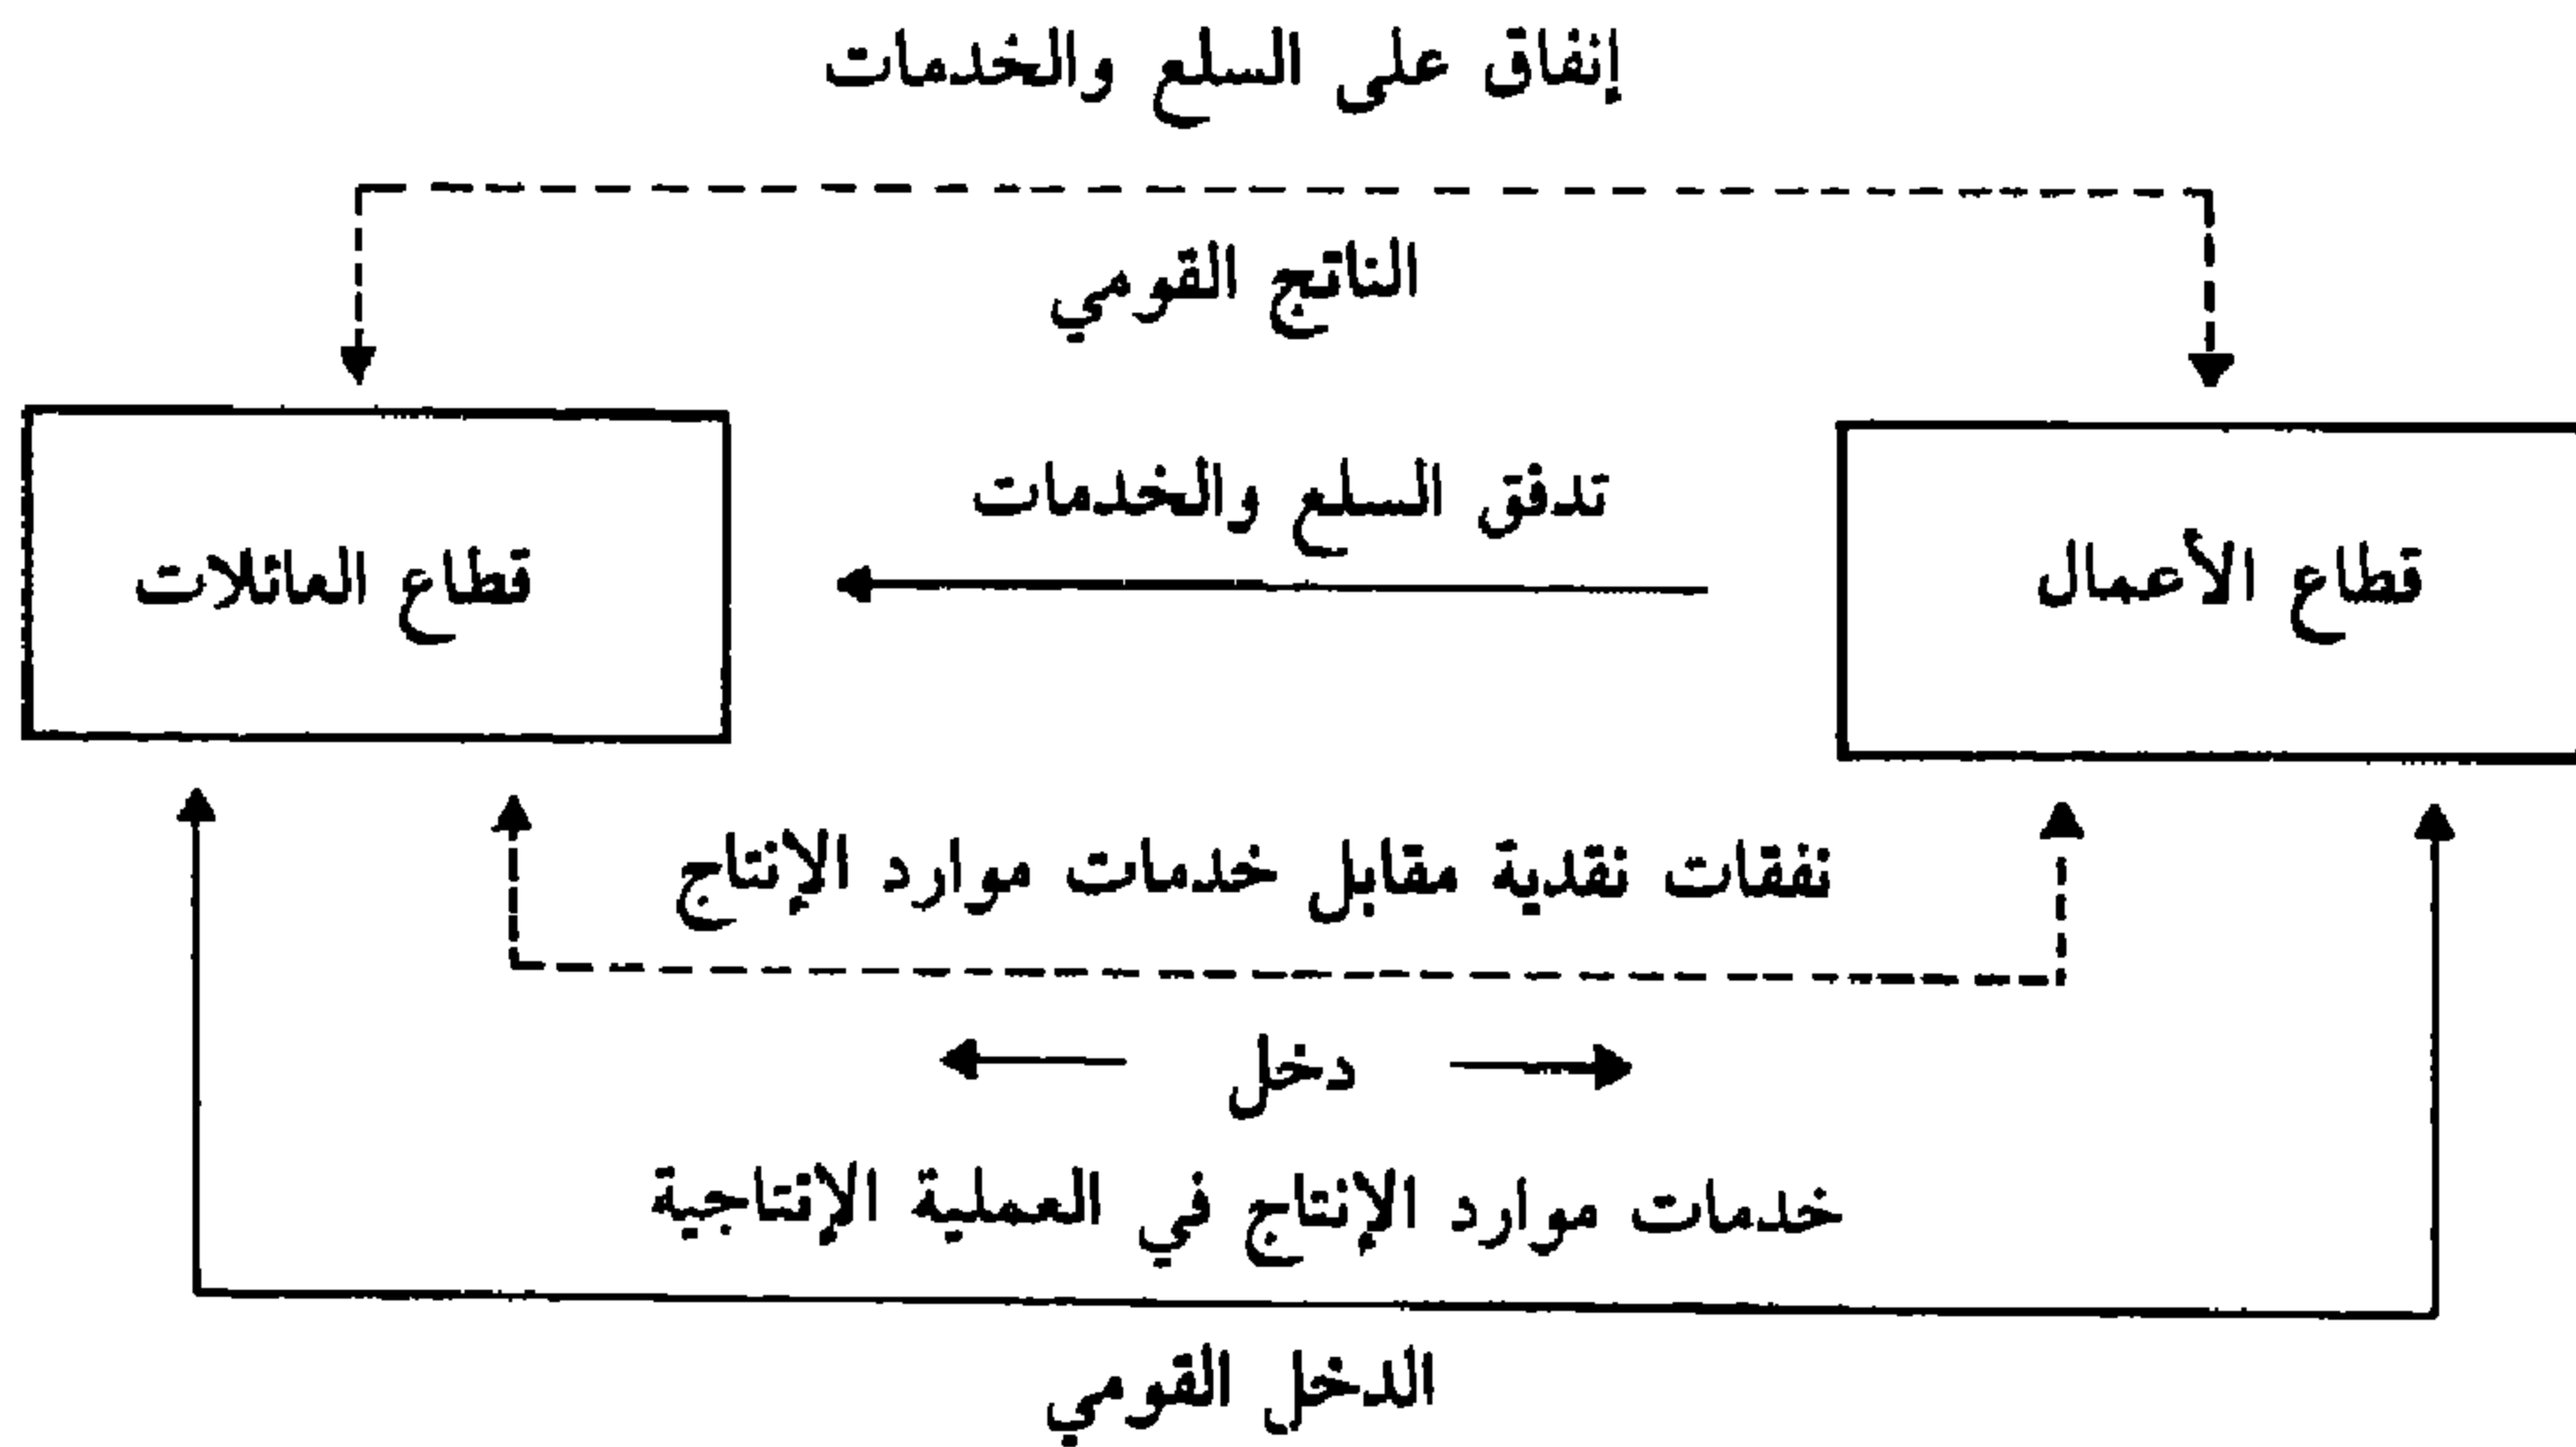 إنفاق على السلع والخدمات
الناتج القومي
قطاع الأعمال
تدفق السلع والخدمات
قطاع العائلات
نفقات نقدية مقابل خدمات موارد الإنتاج
دخل
خدمات موارد الإنتاج في العملية الإنتاجية
الدخل القومي